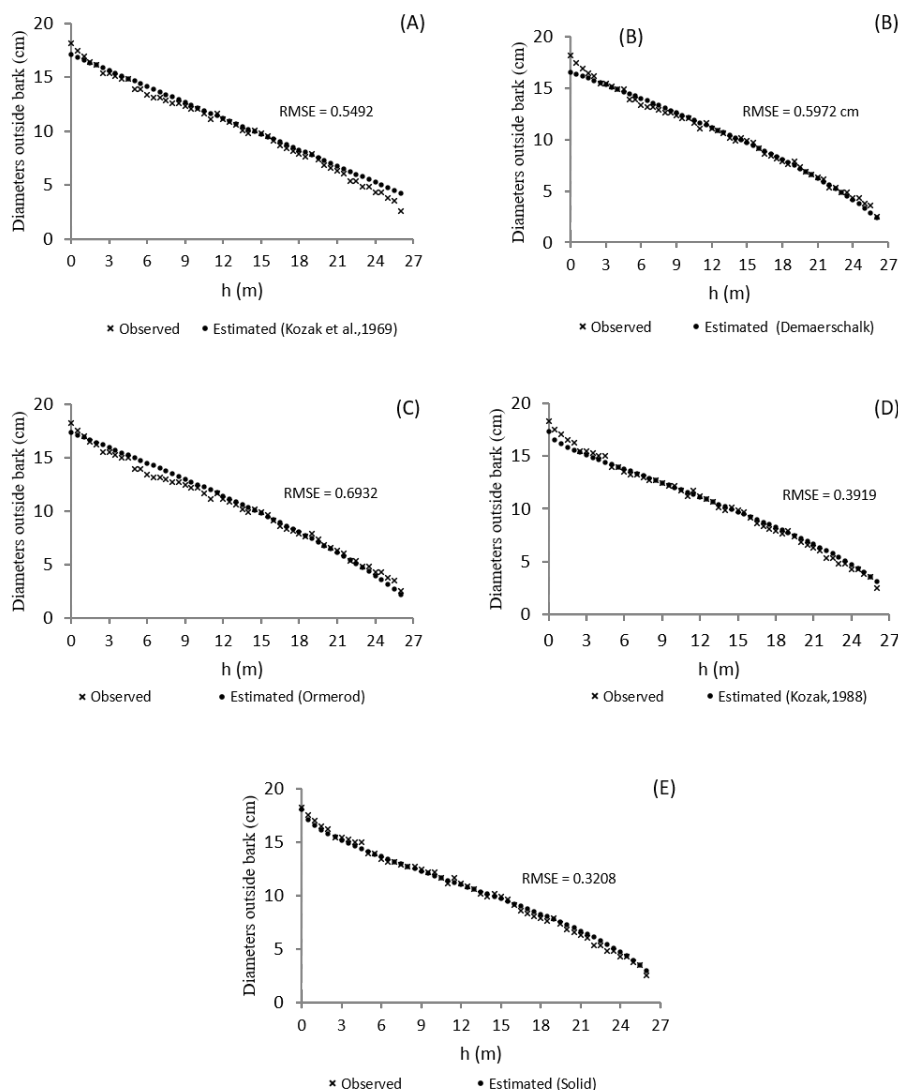 (A)
Diameters outside bark (cm)
20
15
10
5
0
RMSE = 0.5492
0 3 6 9 12 15 18 21 24 27
h (m)
× Observed ● Estimated (Kozak et al.,1969)
(B)
(B)
Diameters outside bark (cm)
20
15
10
5
0
RMSE = 0.5972 cm
0 3 6 9 12 15 18 21 24 27
h (m)
× Observed ● Estimated (Demaerschalk)
(C)
Diameters outside bark (cm)
20
15
10
5
0
RMSE = 0.6932
0 3 6 9 12 15 18 21 24 27
h (m)
× Observed ● Estimated (Ormerod)
(D)
Diameters outside bark (cm)
20
15
10
5
0
RMSE = 0.3919
0 3 6 9 12 15 18 21 24 27
h (m)
× Observed ● Estimated (Kozak,1988)
(E)
Diameters outside bark (cm)
20
15
10
5
0
RMSE = 0.3208
0 3 6 9 12 15 18 21 24 27
h (m)
× Observed ● Estimated (Solid)